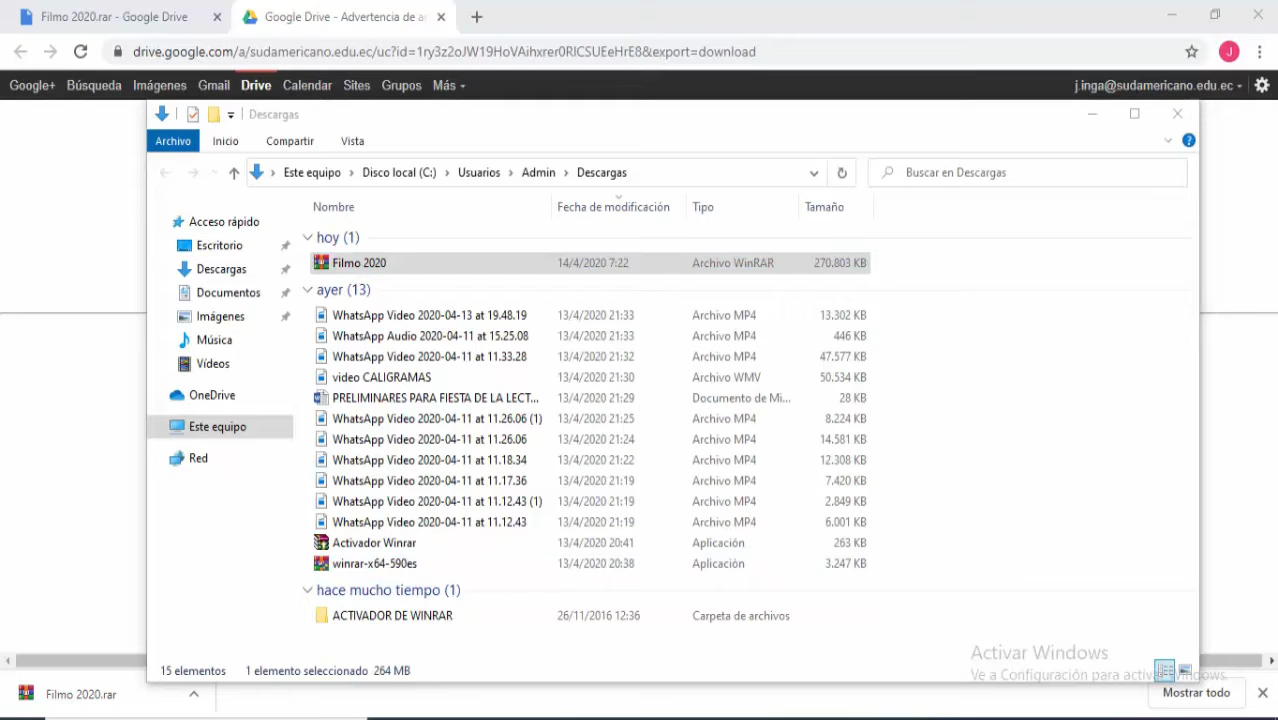 Filmo 2020.rar - Google Drive
Google Drive - Advertencia de a
drive.google.com/a/sudamericano.edu.ec/uc?id=1ry3z2oJW19HoVAihxrer0RlCSUEeHrE8&export=download
J
Google+ Búsqueda Imágenes Gmail Drive Calendar Sites Grupos Más
j.inga@sudamericano.edu.ec
Descargas
Archivo Inicio Compartir Vista
Este equipo > Disco local (C:) > Usuarios > Admin > Descargas
Buscar en Descargas
Nombre Fecha de modificación Tipo Tamaño
Acceso rápido
Escritorio
Descargas
Documentos
Imágenes
Música
Vídeos
OneDrive
Este equipo
Red
hoy (1)
Filmo 2020 14/4/2020 7:22 Archivo WinRAR 270.803 KB
ayer (13)
WhatsApp Video 2020-04-13 at 19.48.19 13/4/2020 21:33 Archivo MP4 13.302 KB
WhatsApp Audio 2020-04-11 at 15.25.08 13/4/2020 21:33 Archivo MP4 446 KB
WhatsApp Video 2020-04-11 at 11.33.28 13/4/2020 21:32 Archivo MP4 47.577 KB
video CALIGRAMAS 13/4/2020 21:30 Archivo WMV 50.534 KB
PRELIMINARES PARA FIESTA DE LA LECT... 13/4/2020 21:29 Documento de Mi... 28 KB
WhatsApp Video 2020-04-11 at 11.26.06 (1) 13/4/2020 21:25 Archivo MP4 8.224 KB
WhatsApp Video 2020-04-11 at 11.26.06 13/4/2020 21:24 Archivo MP4 14.581 KB
WhatsApp Video 2020-04-11 at 11.18.34 13/4/2020 21:22 Archivo MP4 12.308 KB
WhatsApp Video 2020-04-11 at 11.17.36 13/4/2020 21:19 Archivo MP4 7.420 KB
WhatsApp Video 2020-04-11 at 11.12.43 (1) 13/4/2020 21:19 Archivo MP4 2.849 KB
WhatsApp Video 2020-04-11 at 11.12.43 13/4/2020 21:19 Archivo MP4 6.001 KB
Activador Winrar 13/4/2020 20:41 Aplicación 263 KB
winrar-x64-590es 13/4/2020 20:38 Aplicación 3.247 KB
hace mucho tiempo (1)
ACTIVADOR DE WINRAR 26/11/2016 12:36 Carpeta de archivos
15 elementos 1 elemento seleccionado 264 MB
Activar Windows
Ve a Configuración para activar Windows.
Filmo 2020.rar
Mostrar todo